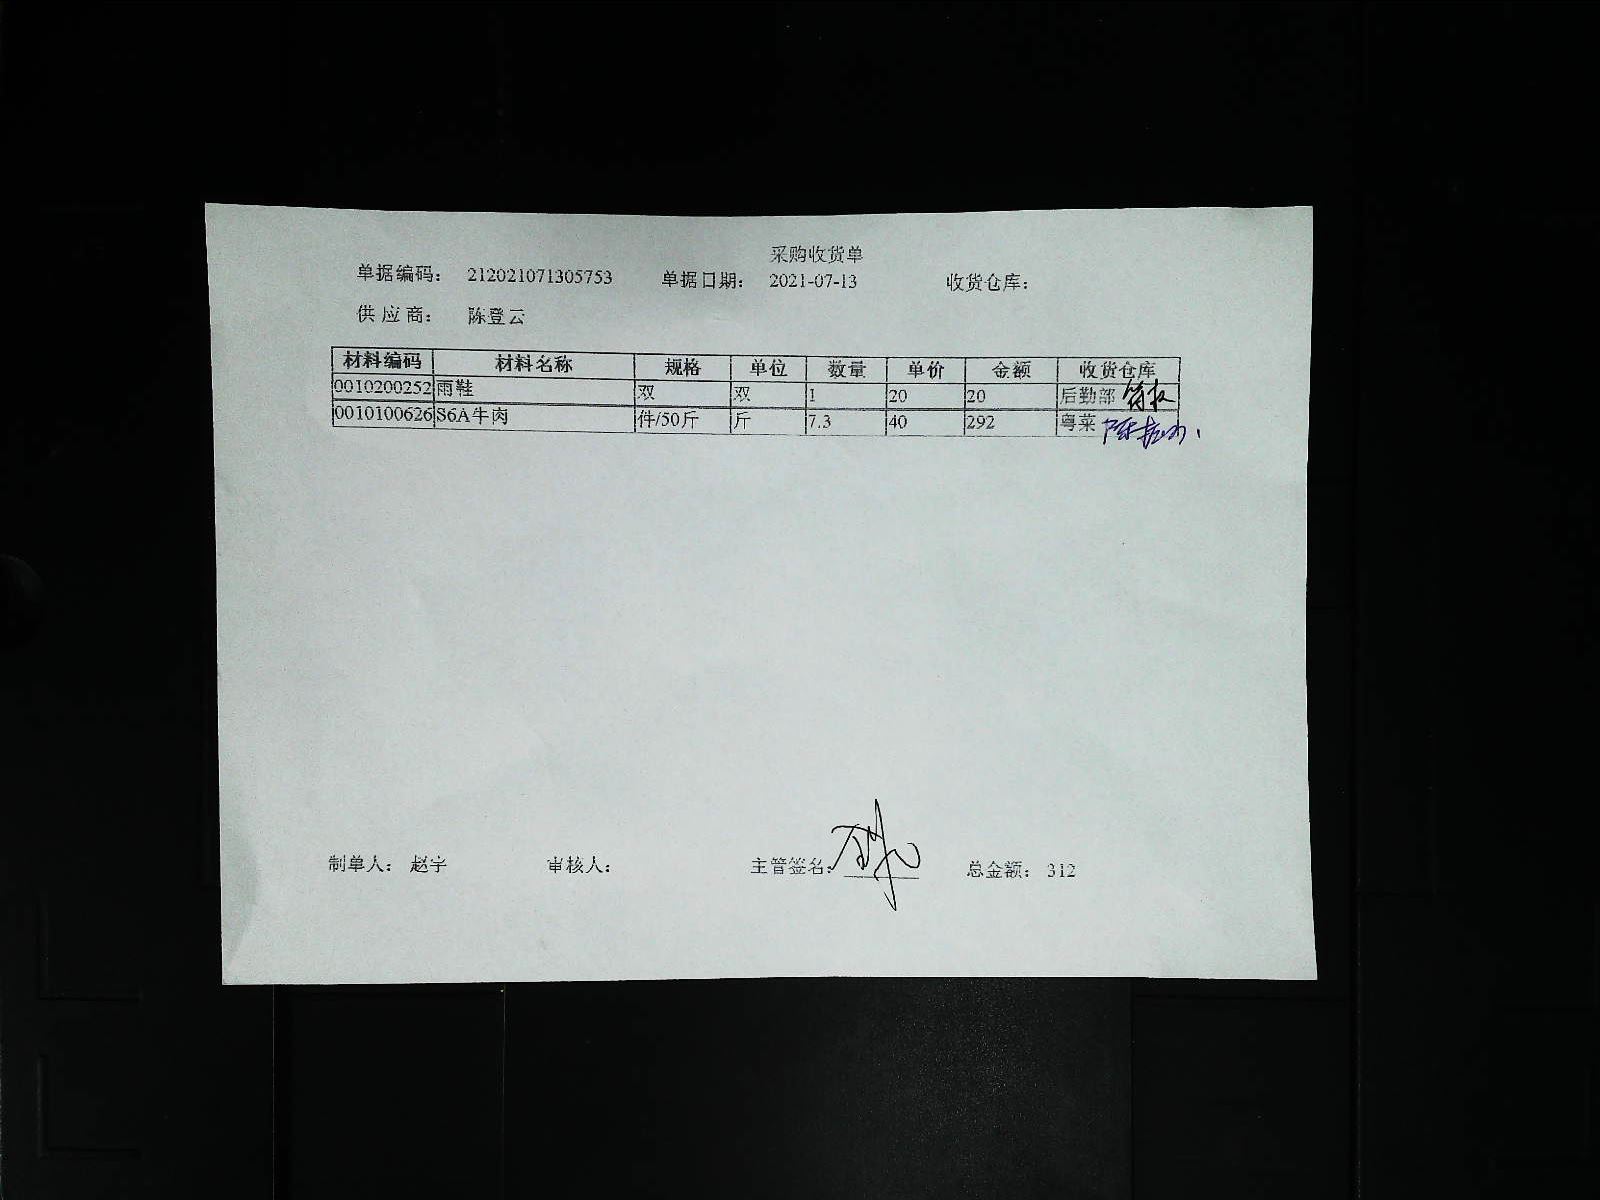 采购收货单
单据编码： 212021071305753 单据日期： 2021-07-13 收货仓库：
供 应 商： 陈登云
材料编码 材料名称 规格 单位 数量 单价 金额 收货仓库
0010200252 雨鞋 双 双 1 20 20 后勤部
0010100626 S6A牛肉 件/50斤 斤 7.3 40 292 粤菜
制单人： 赵宇 审核人： 主管签名： 总金额： 312